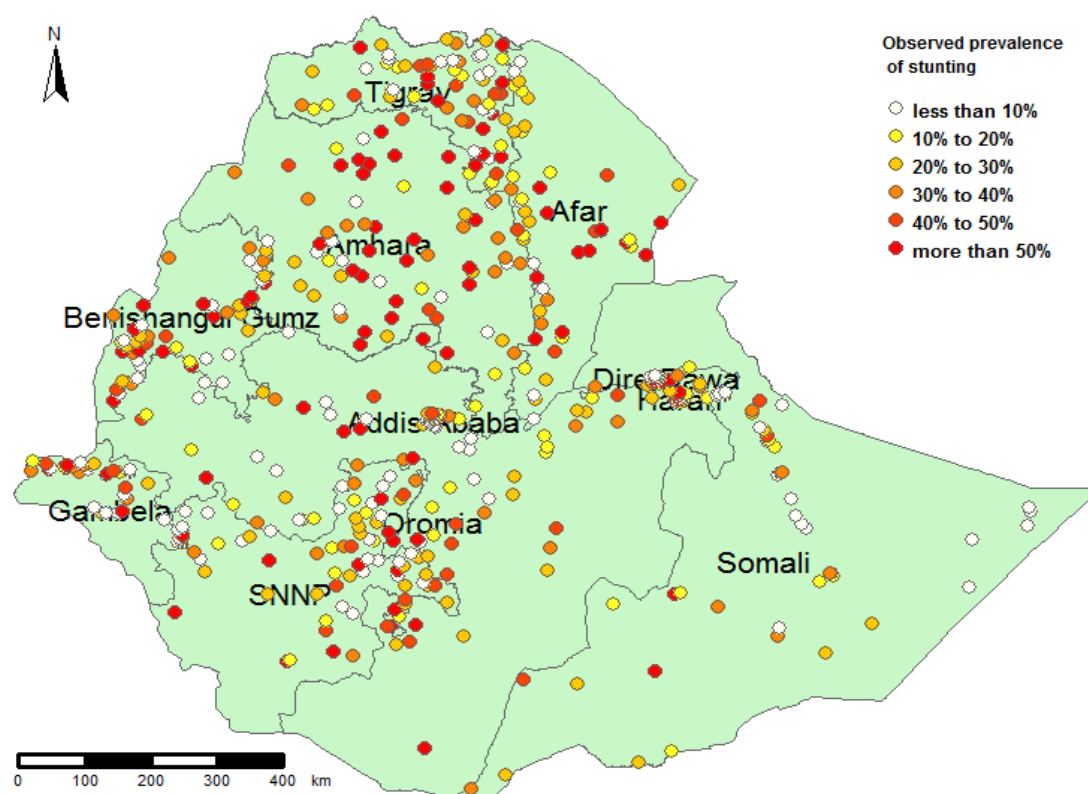 N
Observed prevalence
of stunting
less than 10%
10% to 20%
20% to 30%
30% to 40%
40% to 50%
more than 50%
Tigray
Afar
Amhara
Benishangul Gumz
Dire Dawa
Harari
Addis Ababa
Gambela
Oromia
Somali
SNNP
0 100 200 300 400 km